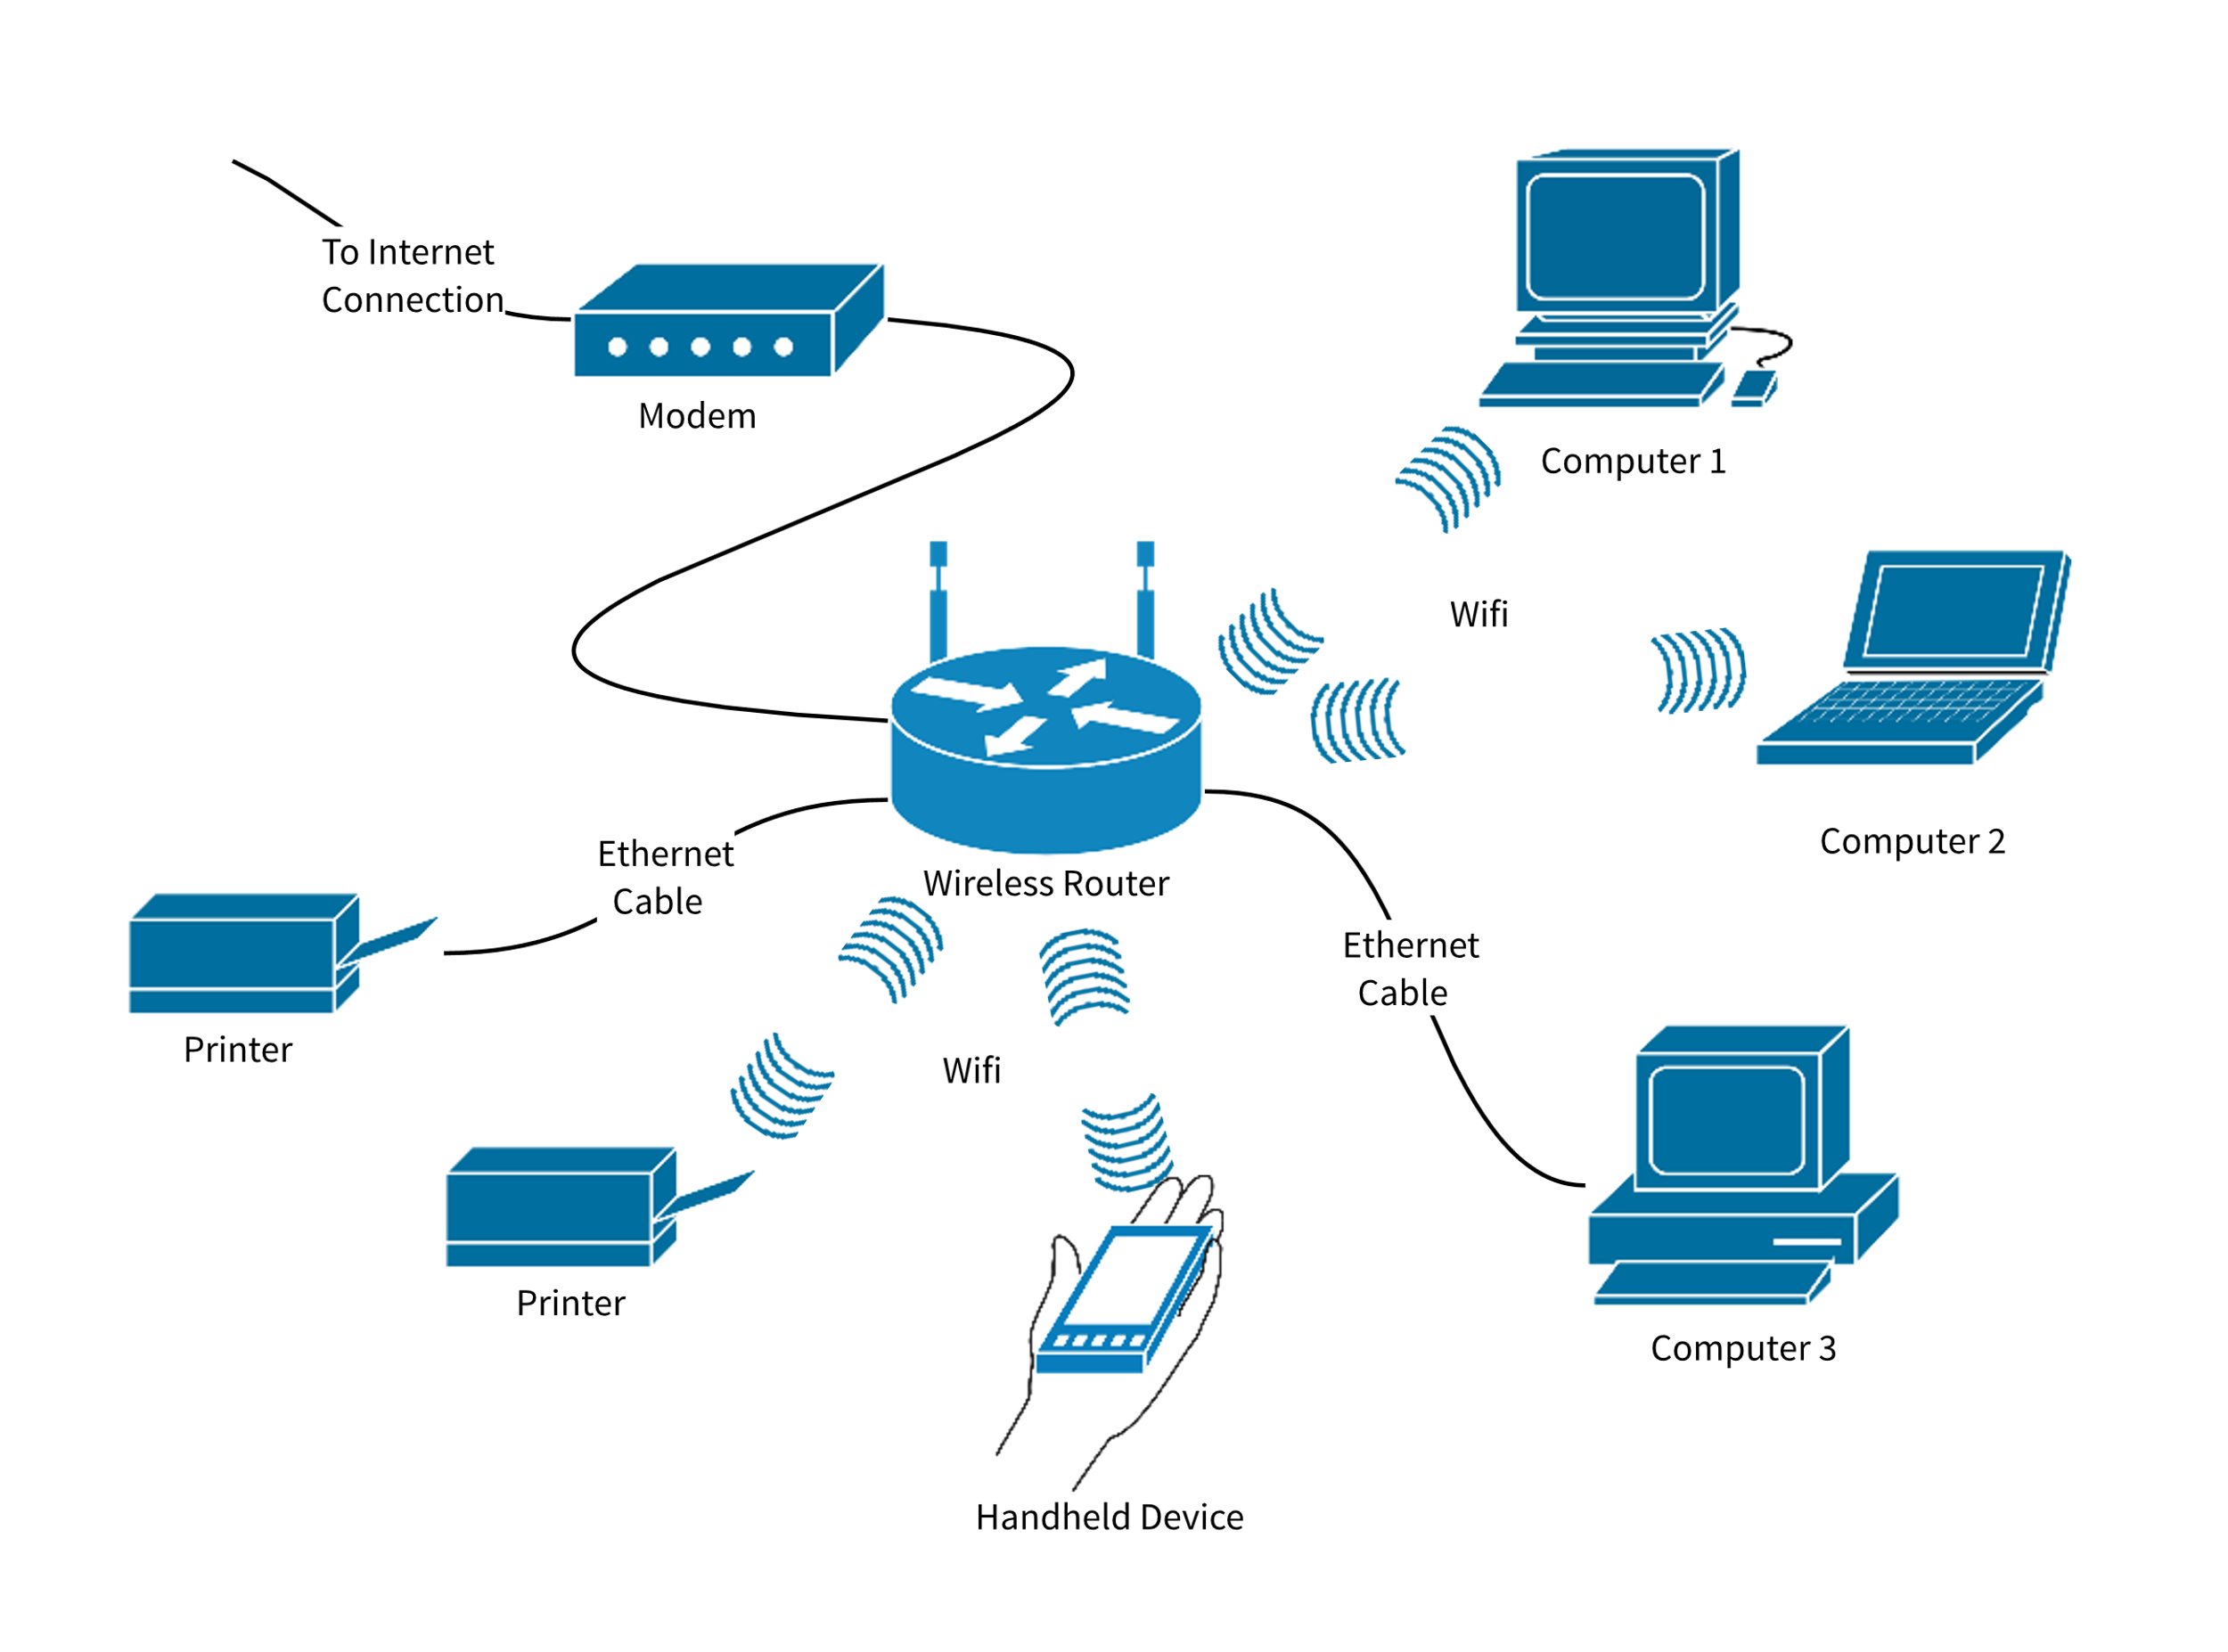 To Internet
Connection
Modem
Computer 1
Wifi
Computer 2
Ethernet
Cable
Wireless Router
Ethernet
Cable
Printer
Wifi
Printer
Computer 3
Handheld Device